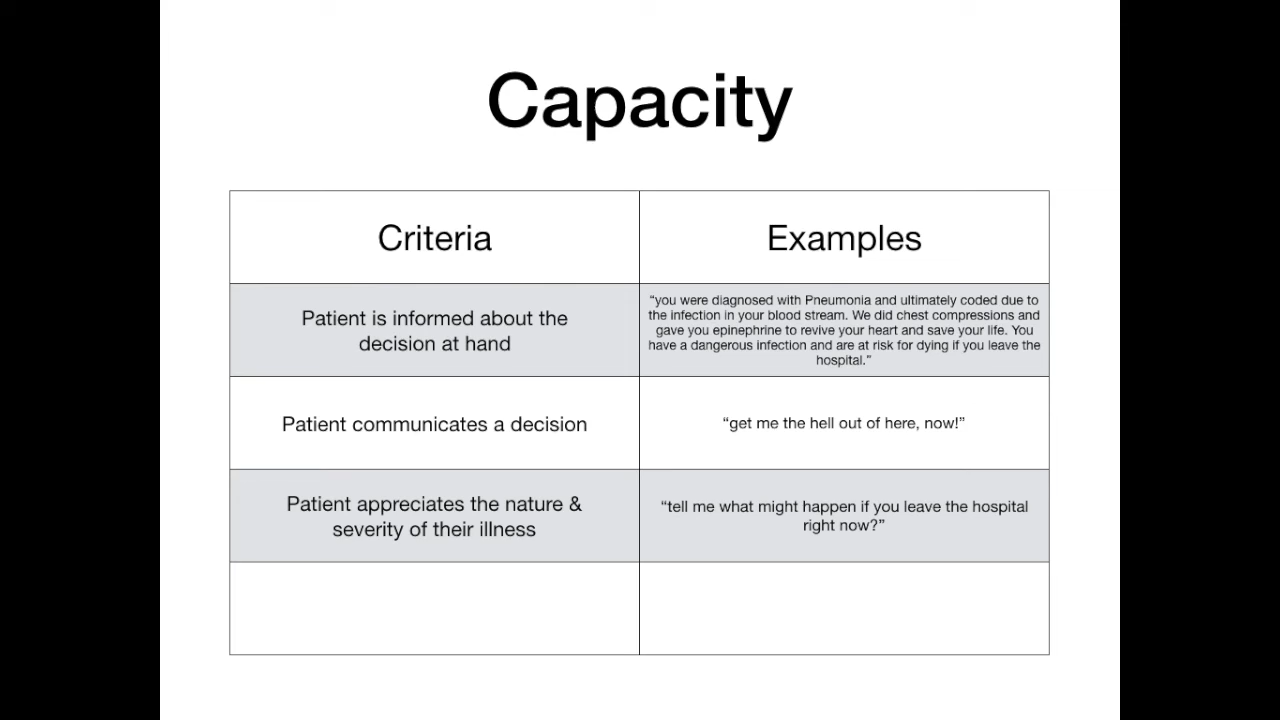 Capacity
Criteria
Examples
Patient is informed about the
decision at hand
“you were diagnosed with Pneumonia and ultimately coded due to
the infection in your blood stream. We did chest compressions and
gave you epinephrine to revive your heart and save your life. You
have a dangerous infection and are at risk for dying if you leave the
hospital.”
Patient communicates a decision
“get me the hell out of here, now!”
Patient appreciates the nature &
severity of their illness
“tell me what might happen if you leave the hospital
right now?”